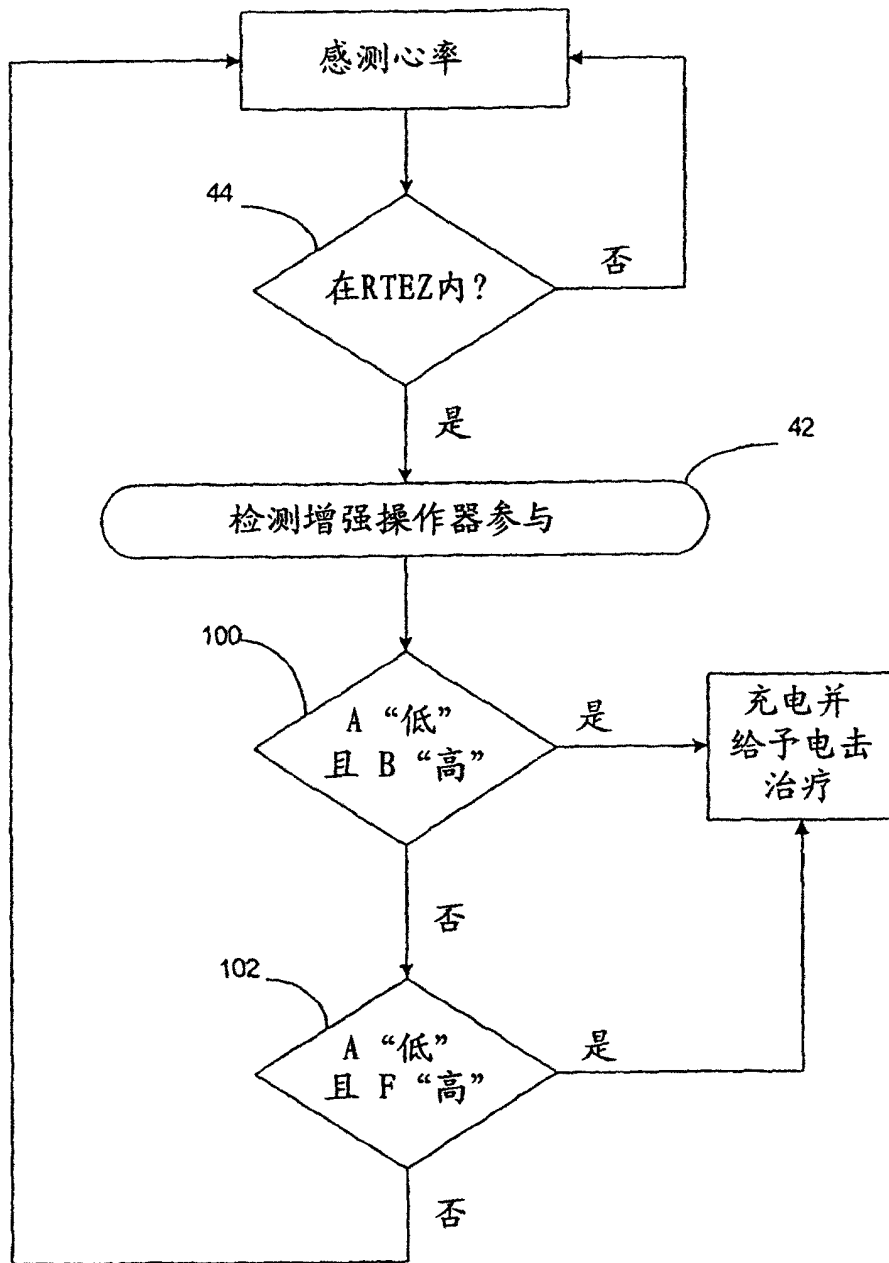 感测心率
44
在RTEZ内?
否
是
42
检测增强操作器参与
100
A “低”
且 B “高”
是
充电并
给予电击
治疗
否
102
A “低”
且 F “高”
是
否